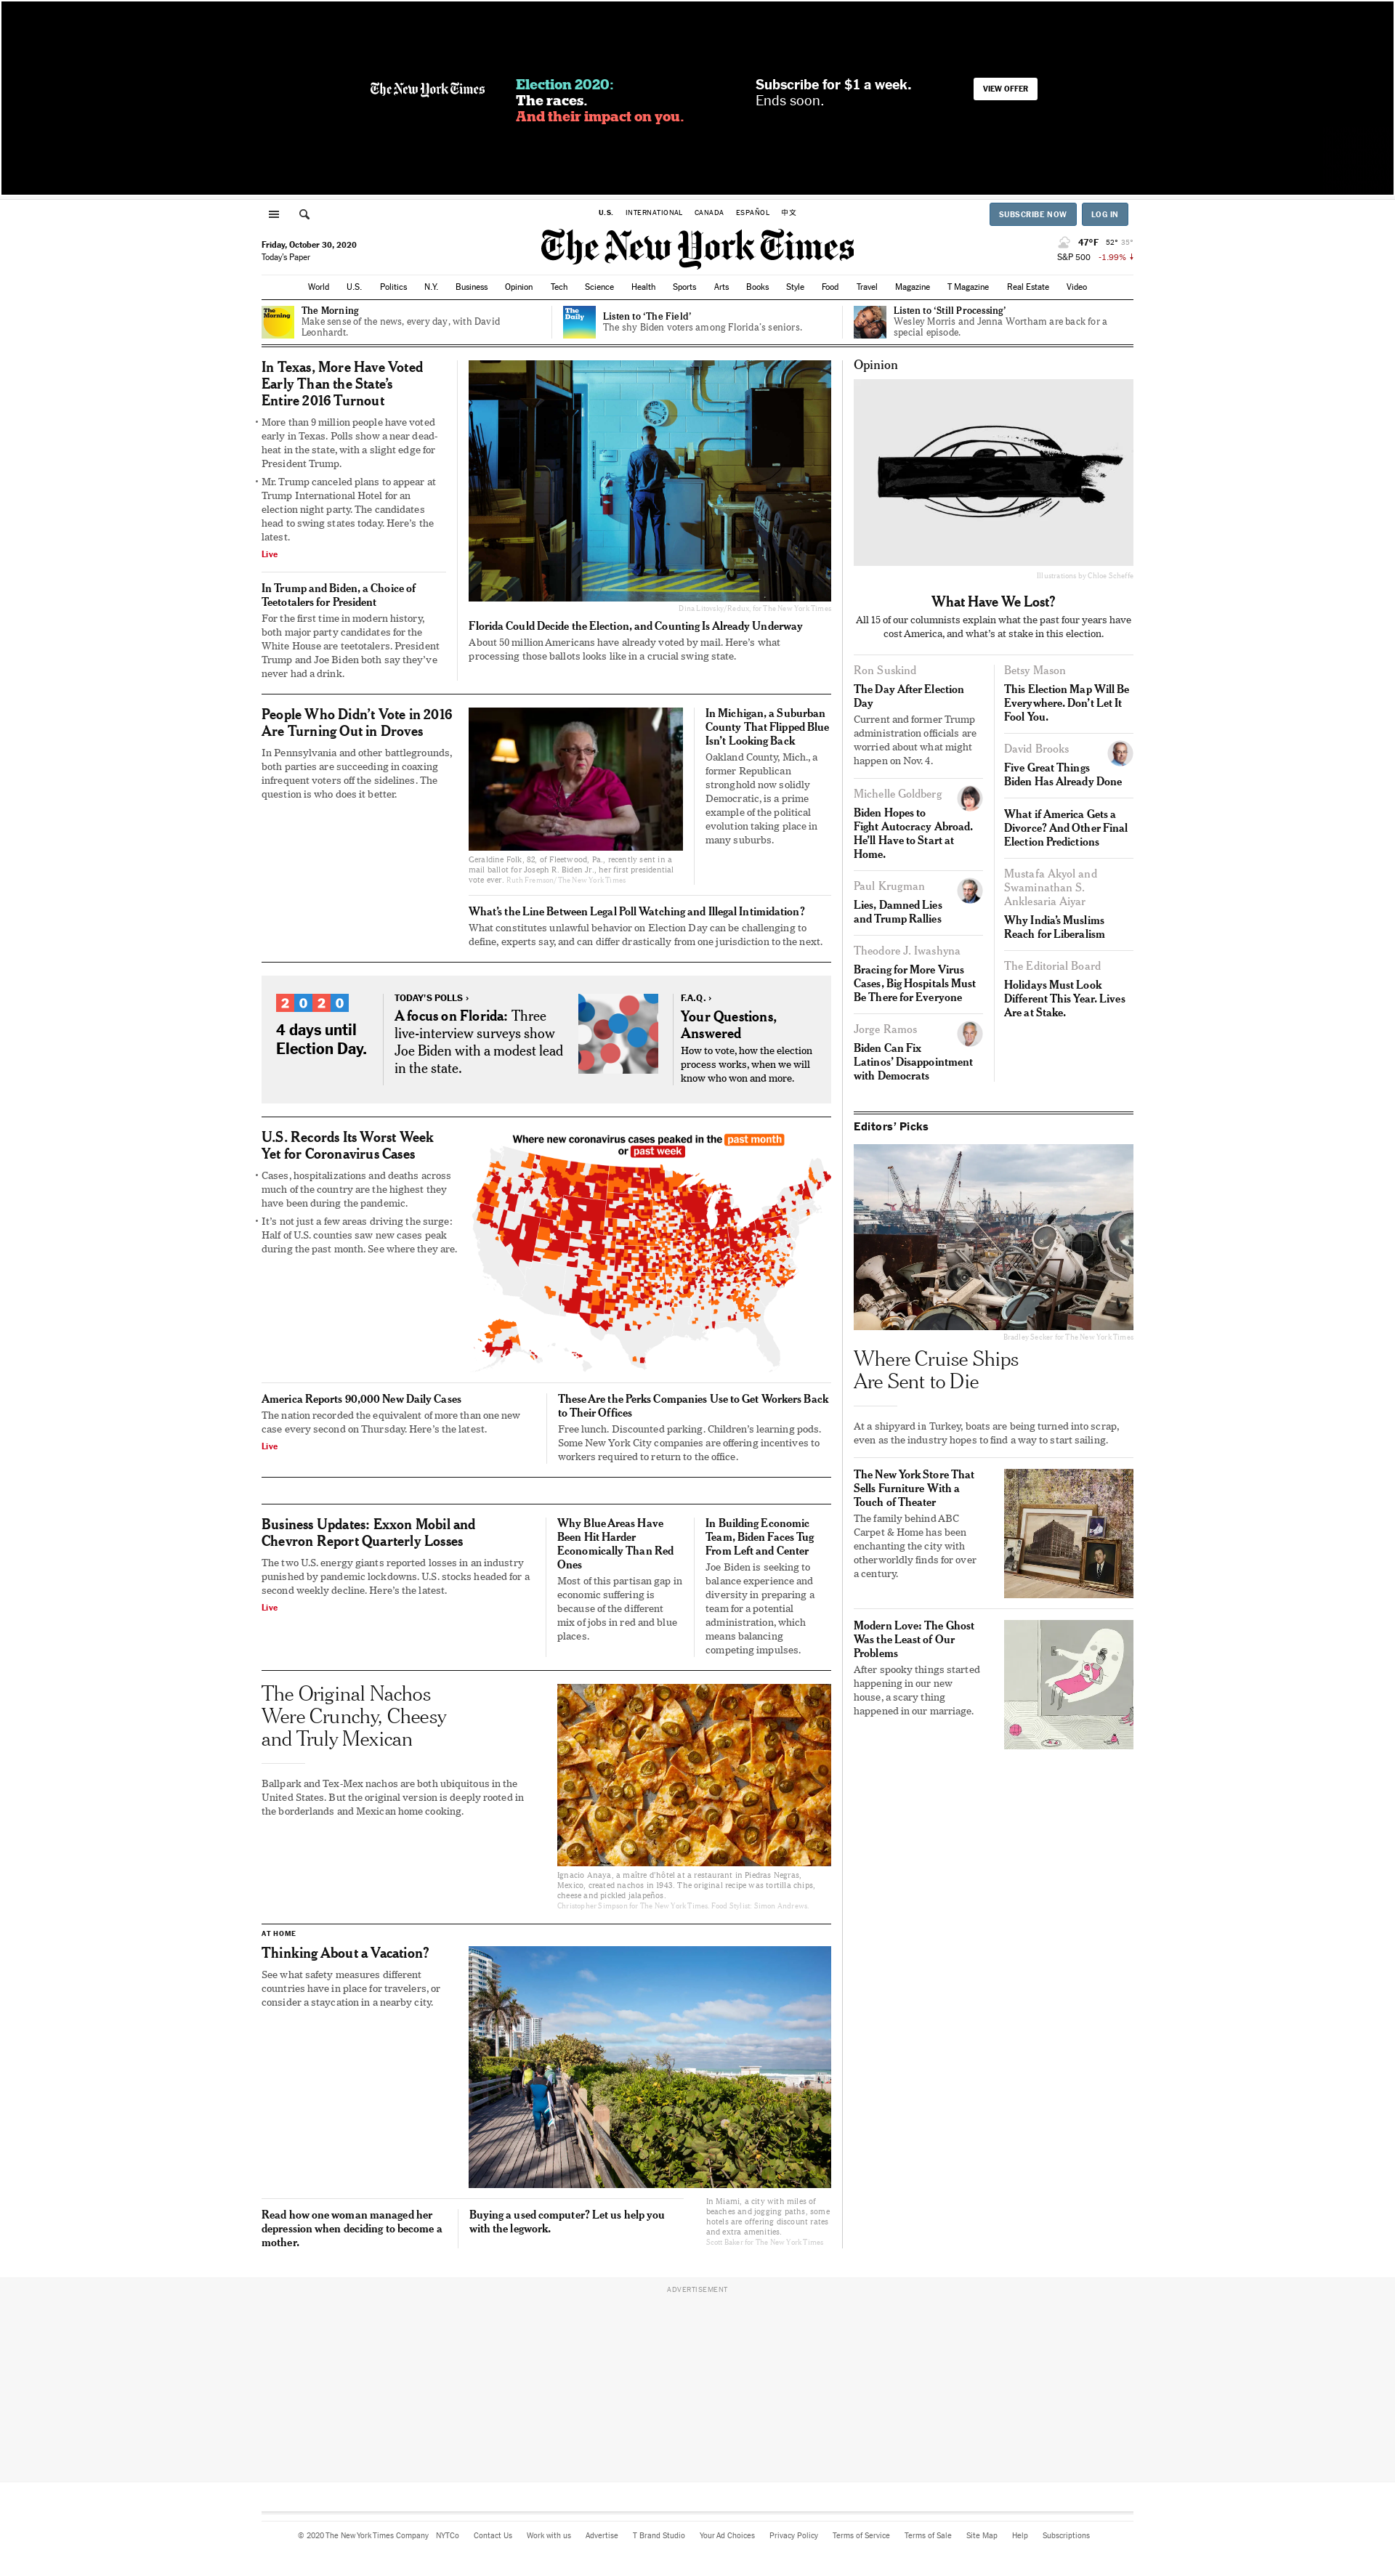 The New York Times
Election 2020:
The races.
And their impact on you.
Subscribe for $1 a week.
Ends soon.
VIEW OFFER
U.S. INTERNATIONAL CANADA ESPAÑOL 中文
SUBSCRIBE NOW
LOG IN
Friday, October 30, 2020
Today's Paper
The New York Times
47°F 52° 35°
S&P 500 -1.99% ↓
World U.S. Politics N.Y. Business Opinion Tech Science Health Sports Arts Books Style Food Travel Magazine T Magazine Real Estate Video
The Morning
The Morning
Make sense of the news, every day, with David
Leonhardt.
The Daily
Listen to ‘The Field’
The shy Biden voters among Florida's seniors.
Listen to ‘Still Processing’
Wesley Morris and Jenna Wortham are back for a
special episode.
In Texas, More Have Voted
Early Than the State’s
Entire 2016 Turnout
• More than 9 million people have voted
early in Texas. Polls show a near dead-
heat in the state, with a slight edge for
President Trump.
• Mr. Trump canceled plans to appear at
Trump International Hotel for an
election night party. The candidates
head to swing states today. Here’s the
latest.
Live
In Trump and Biden, a Choice of
Teetotalers for President
For the first time in modern history,
both major party candidates for the
White House are teetotalers. President
Trump and Joe Biden both say they’ve
never had a drink.
Dina Litovsky/Redux, for The New York Times
Florida Could Decide the Election, and Counting Is Already Underway
About 50 million Americans have already voted by mail. Here’s what
processing those ballots looks like in a crucial swing state.
People Who Didn’t Vote in 2016
Are Turning Out in Droves
In Pennsylvania and other battlegrounds,
both parties are succeeding in coaxing
infrequent voters off the sidelines. The
question is who does it better.
Geraldine Folk, 82, of Fleetwood, Pa., recently sent in a
mail ballot for Joseph R. Biden Jr., her first presidential
vote ever. Ruth Fremson/The New York Times
In Michigan, a Suburban
County That Flipped Blue
Isn’t Looking Back
Oakland County, Mich., a
former Republican
stronghold now solidly
Democratic, is a prime
example of the political
evolution taking place in
many suburbs.
What’s the Line Between Legal Poll Watching and Illegal Intimidation?
What constitutes unlawful behavior on Election Day can be challenging to
define, experts say, and can differ drastically from one jurisdiction to the next.
2020
4 days until
Election Day.
TODAY’S POLLS ›
A focus on Florida: Three
live-interview surveys show
Joe Biden with a modest lead
in the state.
F.A.Q. ›
Your Questions,
Answered
How to vote, how the election
process works, when we will
know who won and more.
U.S. Records Its Worst Week
Yet for Coronavirus Cases
• Cases, hospitalizations and deaths across
much of the country are the highest they
have been during the pandemic.
• It’s not just a few areas driving the surge:
Half of U.S. counties saw new cases peak
during the past month. See where they are.
Where new coronavirus cases peaked in the past month
or past week
America Reports 90,000 New Daily Cases
The nation recorded the equivalent of more than one new
case every second on Thursday. Here’s the latest.
Live
These Are the Perks Companies Use to Get Workers Back
to Their Offices
Free lunch. Discounted parking. Children’s learning pods.
Some New York City companies are offering incentives to
workers required to return to the office.
Business Updates: Exxon Mobil and
Chevron Report Quarterly Losses
The two U.S. energy giants reported losses in an industry
punished by pandemic lockdowns. U.S. stocks headed for a
second weekly decline. Here’s the latest.
Live
Why Blue Areas Have
Been Hit Harder
Economically Than Red
Ones
Most of this partisan gap in
economic suffering is
because of the different
mix of jobs in red and blue
places.
In Building Economic
Team, Biden Faces Tug
From Left and Center
Joe Biden is seeking to
balance experience and
diversity in preparing a
team for a potential
administration, which
means balancing
competing impulses.
The Original Nachos
Were Crunchy, Cheesy
and Truly Mexican
Ballpark and Tex-Mex nachos are both ubiquitous in the
United States. But the original version is deeply rooted in
the borderlands and Mexican home cooking.
Ignacio Anaya, a maître d’hôtel at a restaurant in Piedras Negras,
Mexico, created nachos in 1943. The original recipe was tortilla chips,
cheese and pickled jalapeños.
Christopher Simpson for The New York Times. Food Stylist: Simon Andrews.
AT HOME
Thinking About a Vacation?
See what safety measures different
countries have in place for travelers, or
consider a staycation in a nearby city.
In Miami, a city with miles of
beaches and jogging paths, some
hotels are offering discount rates
and extra amenities.
Scott Baker for The New York Times
Read how one woman managed her
depression when deciding to become a
mother.
Buying a used computer? Let us help you
with the legwork.
Opinion
Illustrations by Chloe Scheffe
What Have We Lost?
All 15 of our columnists explain what the past four years have
cost America, and what’s at stake in this election.
Ron Suskind
The Day After Election
Day
Current and former Trump
administration officials are
worried about what might
happen on Nov. 4.
Michelle Goldberg
Biden Hopes to
Fight Autocracy Abroad.
He’ll Have to Start at
Home.
Paul Krugman
Lies, Damned Lies
and Trump Rallies
Theodore J. Iwashyna
Bracing for More Virus
Cases, Big Hospitals Must
Be There for Everyone
Jorge Ramos
Biden Can Fix
Latinos’ Disappointment
with Democrats
Betsy Mason
This Election Map Will Be
Everywhere. Don’t Let It
Fool You.
David Brooks
Five Great Things
Biden Has Already Done
What if America Gets a
Divorce? And Other Final
Election Predictions
Mustafa Akyol and
Swaminathan S.
Anklesaria Aiyar
Why India’s Muslims
Reach for Liberalism
The Editorial Board
Holidays Must Look
Different This Year. Lives
Are at Stake.
Editors’ Picks
Bradley Secker for The New York Times
Where Cruise Ships
Are Sent to Die
At a shipyard in Turkey, boats are being turned into scrap,
even as the industry hopes to find a way to start sailing.
The New York Store That
Sells Furniture With a
Touch of Theater
The family behind ABC
Carpet & Home has been
enchanting the city with
otherworldly finds for over
a century.
Modern Love: The Ghost
Was the Least of Our
Problems
After spooky things started
happening in our new
house, a scary thing
happened in our marriage.
ADVERTISEMENT
© 2020 The New York Times Company NYTCo Contact Us Work with us Advertise T Brand Studio Your Ad Choices Privacy Policy Terms of Service Terms of Sale Site Map Help Subscriptions